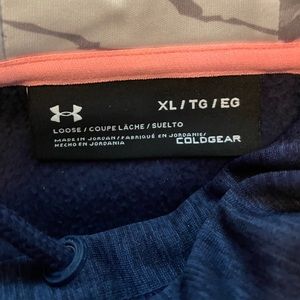 XL / TG / EG
LOOSE / COUPE LÂCHE / SUELTO
MADE IN JORDAN / FABRIQUÉ EN JORDANIE/
HECHO EN JORDANIA
COLDGEAR